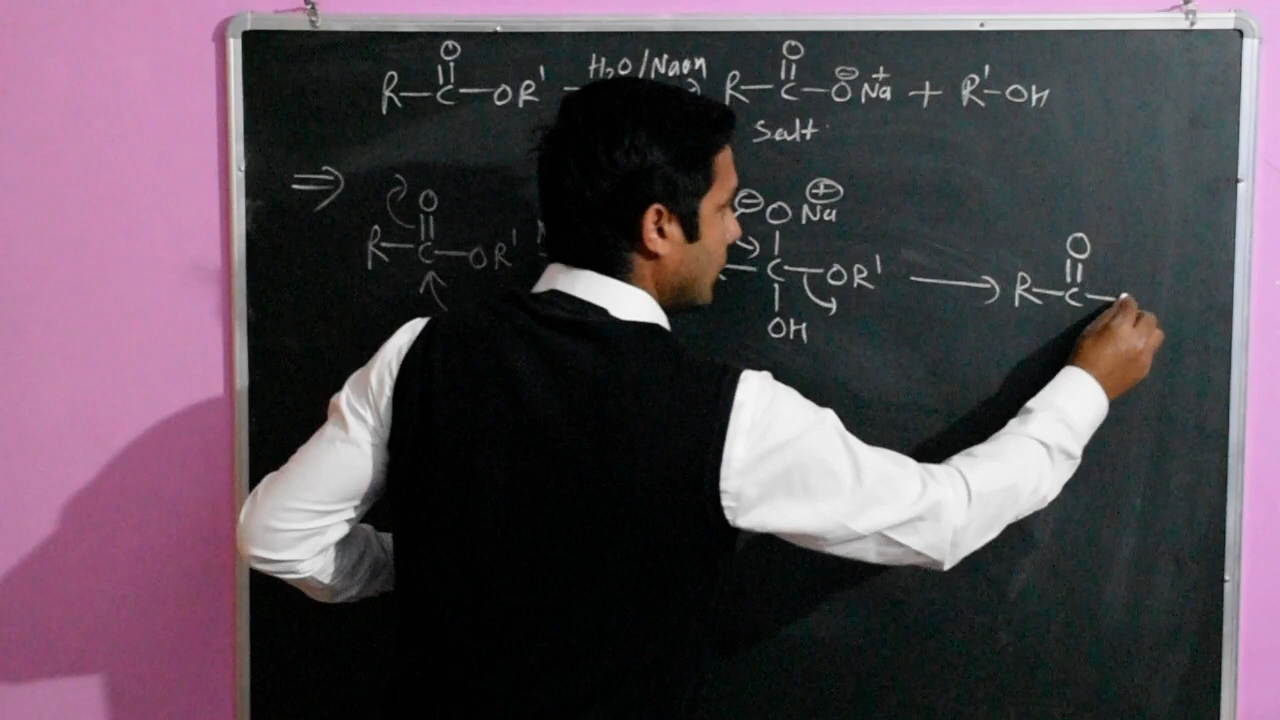 O
R-C-OR' H2O/NaOH R-C-O⊖ Na+ + R'-OH
Salt
⇒ O ⊖O Na⊕
R-C-OR' C-OR' → R-C-
OH